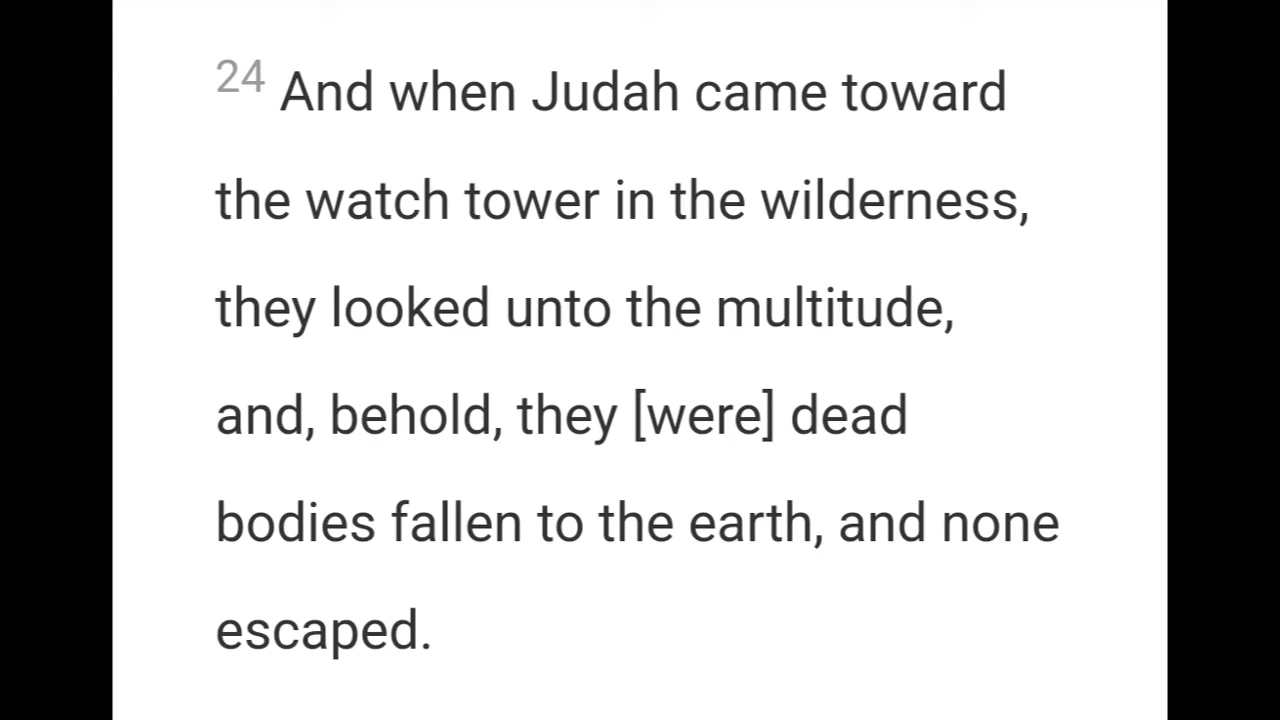 24 And when Judah came toward
the watch tower in the wilderness,
they looked unto the multitude,
and, behold, they [were] dead
bodies fallen to the earth, and none
escaped.